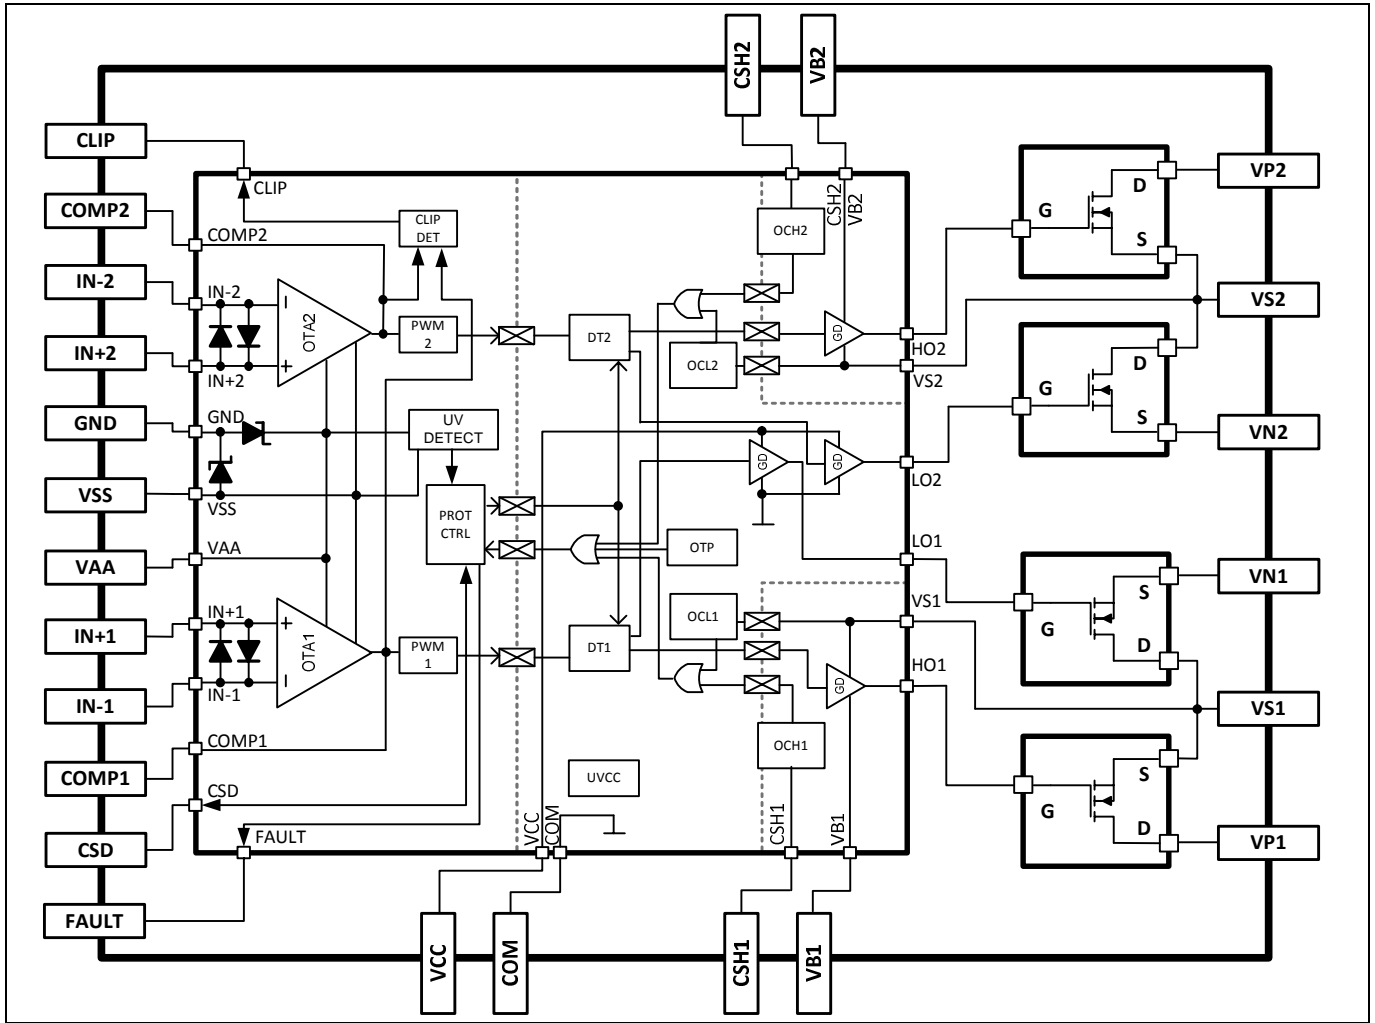 CSH2
VB2
CLIP
COMP2
IN-2
IN+2
GND
VSS
VAA
IN+1
IN-1
COMP1
CSD
FAULT
CLIP
COMP2
IN-2
IN+2
GND
VSS
VAA
IN+1
IN-1
COMP1
CSD
FAULT
OTA2
OTA1
CLIP
DET
PWM
2
UV
DETECT
PROT
CTRL
PWM
1
DT2
DT1
UVCC
OCH2
OCL2
OTP
OCL1
OCH1
GD
GD
GD
GD
CSH2
VB2
HO2
VS2
LO2
LO1
VS1
HO1
VCC
COM
CSH1
VB1
G
D
S
G
D
S
G
S
D
G
S
D
VP2
VS2
VN2
VN1
VS1
VP1
VCC
COM
CSH1
VB1